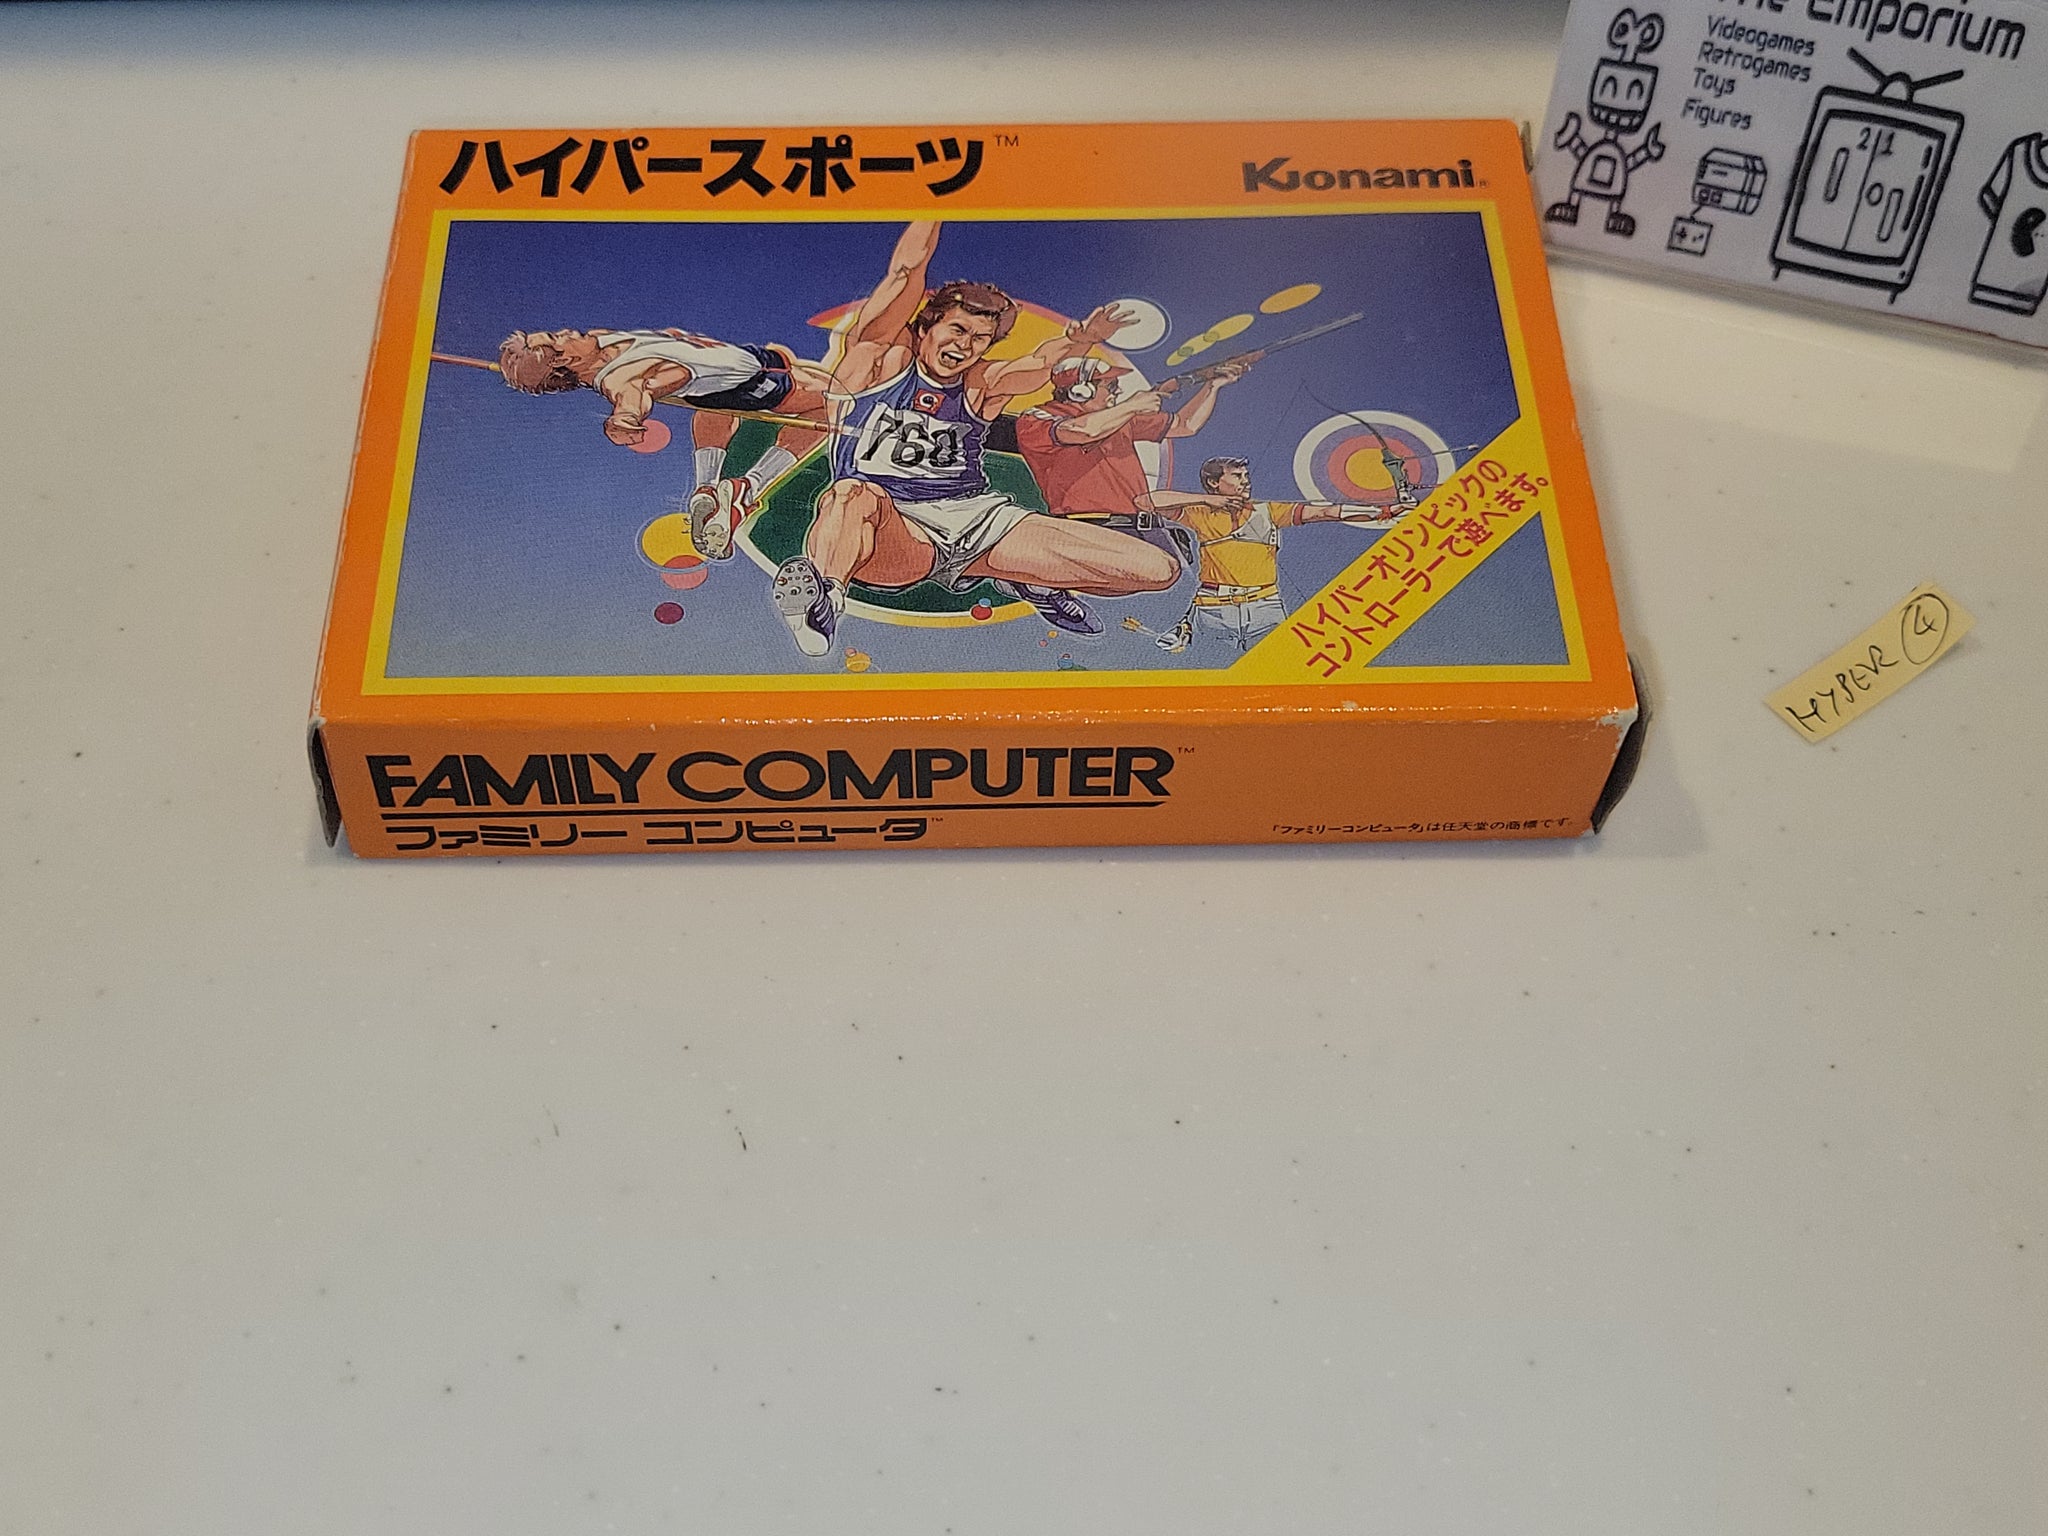 ハイパースポーツ™
Konami®
760
ハイパーオリンピックの
コントローラーで遊べます。
FAMILY COMPUTER™
ファミリー コンピュータ™
「ファミリーコンピュータ」は任天堂の商標です。
The Emporium
Videogames
Retrogames
Toys
Figures
2 1
HYPER ④